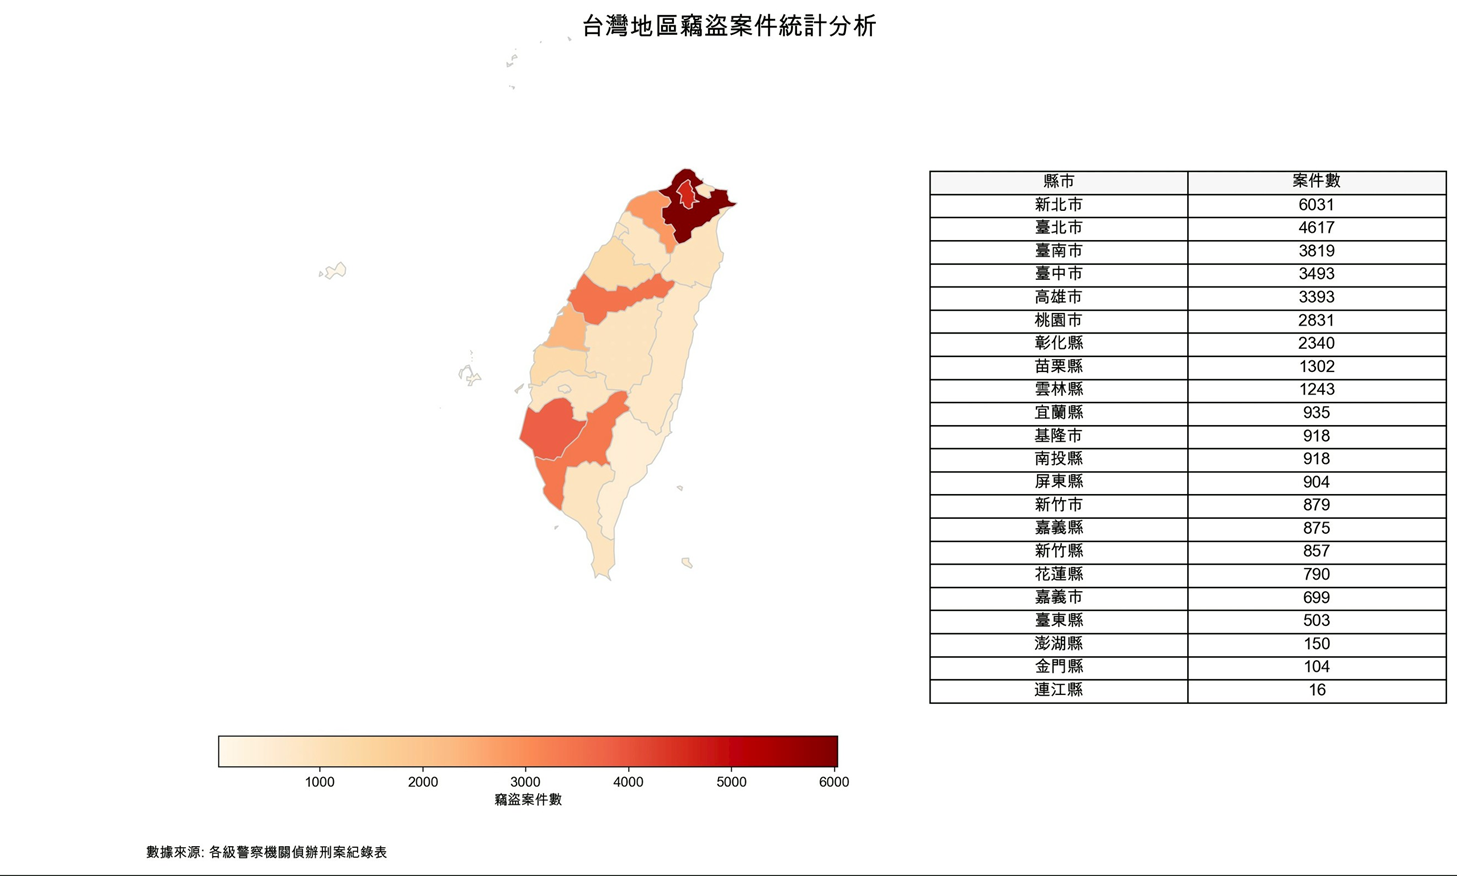 台灣地區竊盜案件統計分析
縣市 案件數
新北市 6031
臺北市 4617
臺南市 3819
臺中市 3493
高雄市 3393
桃園市 2831
彰化縣 2340
苗栗縣 1302
雲林縣 1243
宜蘭縣 935
基隆市 918
南投縣 918
屏東縣 904
新竹市 879
嘉義縣 875
新竹縣 857
花蓮縣 790
嘉義市 699
臺東縣 503
澎湖縣 150
金門縣 104
連江縣 16
1000 2000 3000 4000 5000 6000
竊盜案件數
數據來源: 各級警察機關偵辦刑案紀錄表